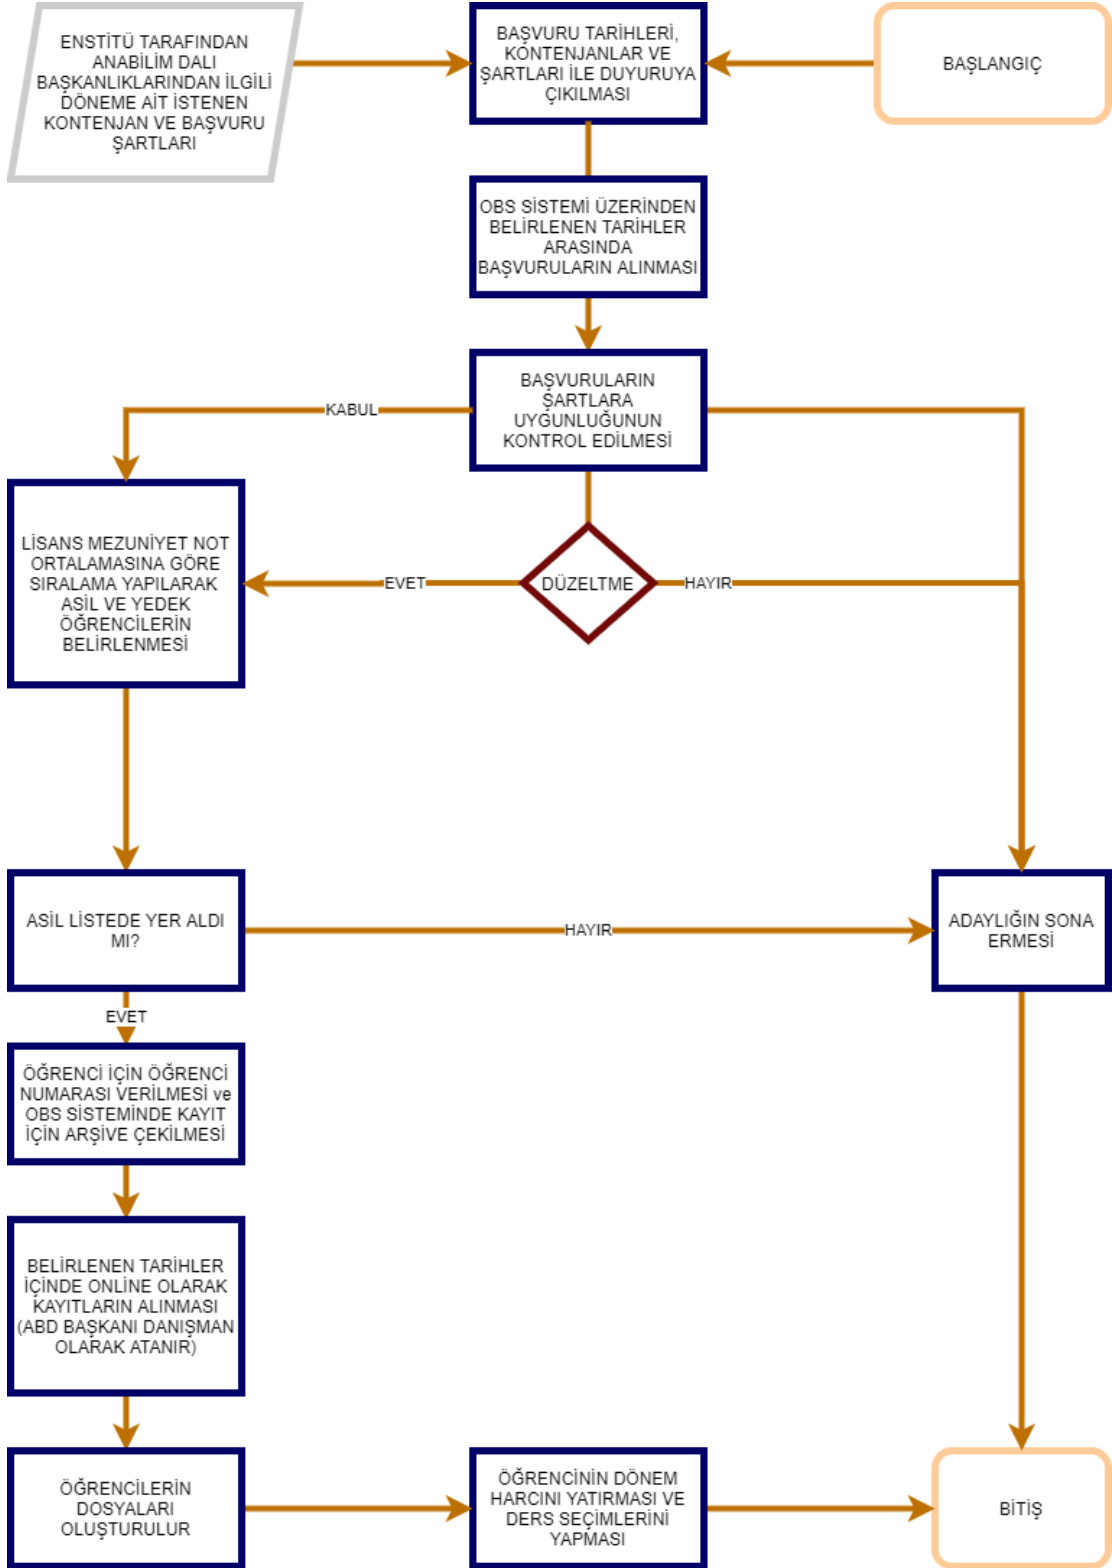 ENSTİTÜ TARAFINDAN
ANABİLİM DALI
BAŞKANLIKLARINDAN İLGİLİ
DÖNEME AİT İSTENEN
KONTENJAN VE BAŞVURU
ŞARTLARI
BAŞVURU TARİHLERİ,
KONTENJANLAR VE
ŞARTLARI İLE DUYURUYA
ÇIKILMASI
BAŞLANGIÇ
OBS SİSTEMİ ÜZERİNDEN
BELİRLENEN TARİHLER
ARASINDA
BAŞVURULARIN ALINMASI
BAŞVURULARIN
ŞARTLARA
UYGUNLUĞUNUN
KONTROL EDİLMESİ
KABUL
LİSANS MEZUNİYET NOT
ORTALAMASINA GÖRE
SIRALAMA YAPILARAK
ASİL VE YEDEK
ÖĞRENCİLERİN
BELİRLENMESİ
EVET
DÜZELTME
HAYIR
ASİL LİSTEDE YER ALDI
MI?
HAYIR
ADAYLIĞIN SONA
ERMESİ
EVET
ÖĞRENCİ İÇİN ÖĞRENCİ
NUMARASI VERİLMESİ ve
OBS SİSTEMİNDE KAYIT
İÇİN ARŞİVE ÇEKİLMESİ
BELİRLENEN TARİHLER
İÇİNDE ONLINE OLARAK
KAYITLARIN ALINMASI
(ABD BAŞKANI DANIŞMAN
OLARAK ATANIR)
ÖĞRENCİLERİN
DOSYALARI
OLUŞTURULUR
ÖĞRENCİNİN DÖNEM
HARCINI YATIRMASI VE
DERS SEÇİMLERİNİ
YAPMASI
BİTİŞ